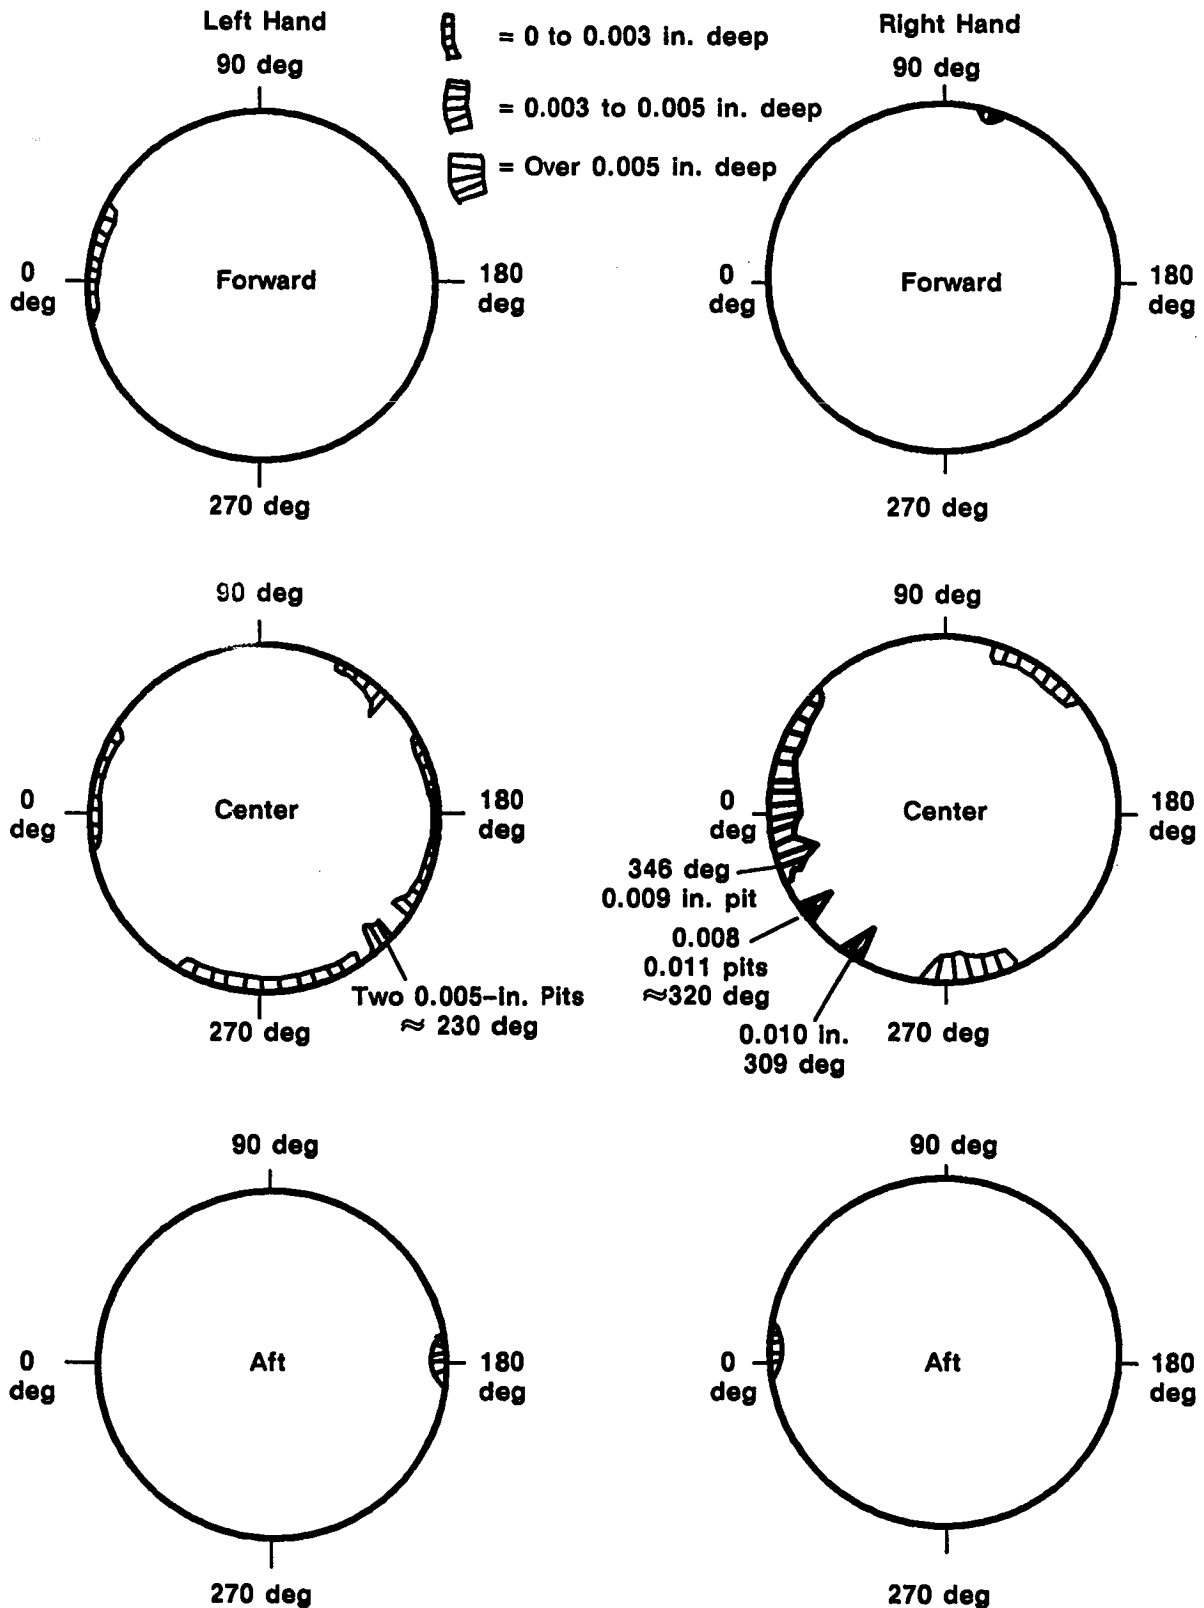 Left Hand
90 deg
= 0 to 0.003 in. deep
= 0.003 to 0.005 in. deep
= Over 0.005 in. deep
Right Hand
90 deg
0
deg
Forward
180
deg
270 deg
0
deg
Forward
180
deg
270 deg
90 deg
0
deg
Center
180
deg
270 deg
Two 0.005-in. Pits
≈ 230 deg
90 deg
0
deg
Center
180
deg
346 deg
0.009 in. pit
0.008
0.011 pits
≈320 deg
0.010 in.
309 deg
270 deg
90 deg
0
deg
Aft
180
deg
270 deg
90 deg
0
deg
Aft
180
deg
270 deg